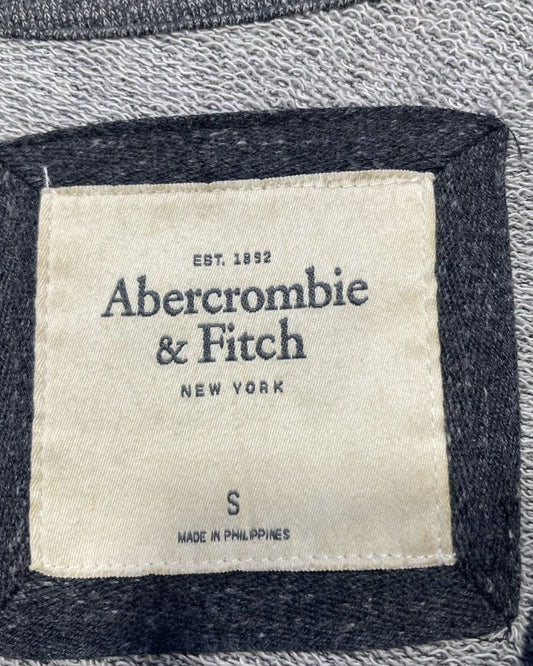 EST. 1892
Abercrombie
& Fitch
NEW YORK
S
MADE IN PHILIPPINES